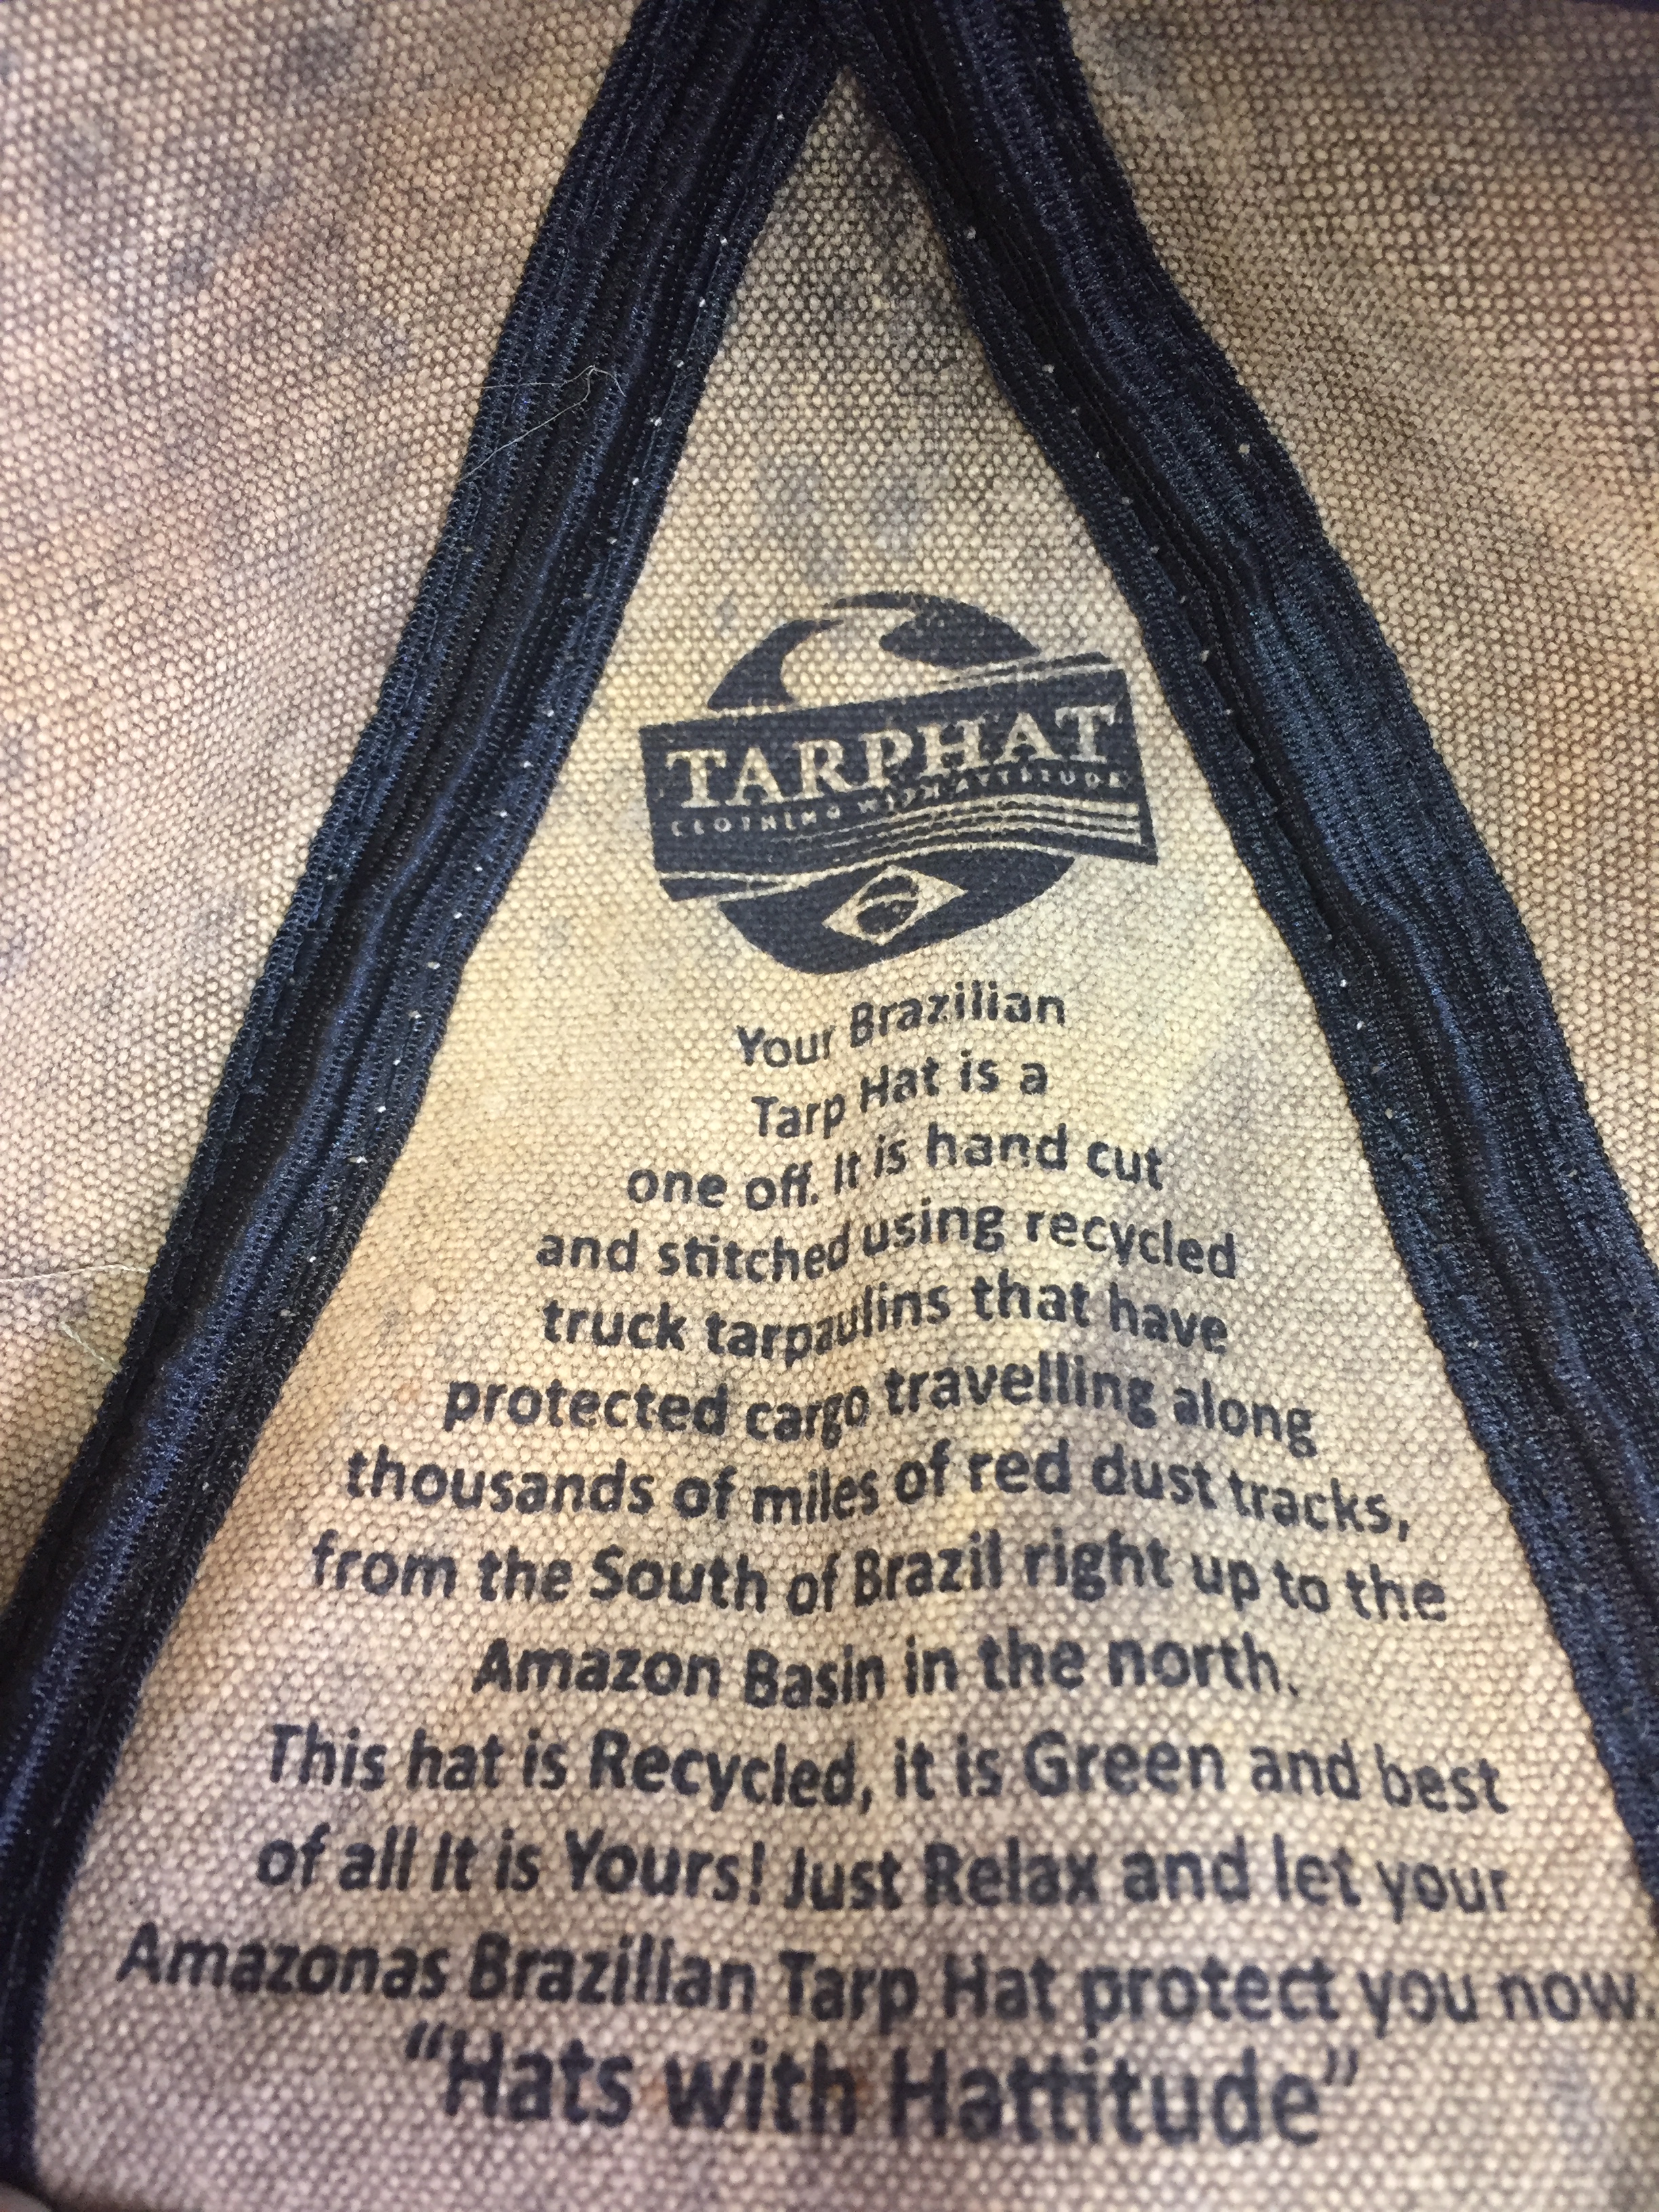 TARPHAT
CLOTHING WITH ATTITUDE
Your Brazilian
Tarp Hat is a
one off. It is hand cut
and stitched using recycled
truck tarpaulins that have
protected cargo travelling along
thousands of miles of red dust tracks,
from the South of Brazil right up to the
Amazon Basin in the north.
This hat is Recycled, it is Green and best
of all It is Yours! Just Relax and let your
Amazonas Brazilian Tarp Hat protect you now.
“Hats with Hattitude”